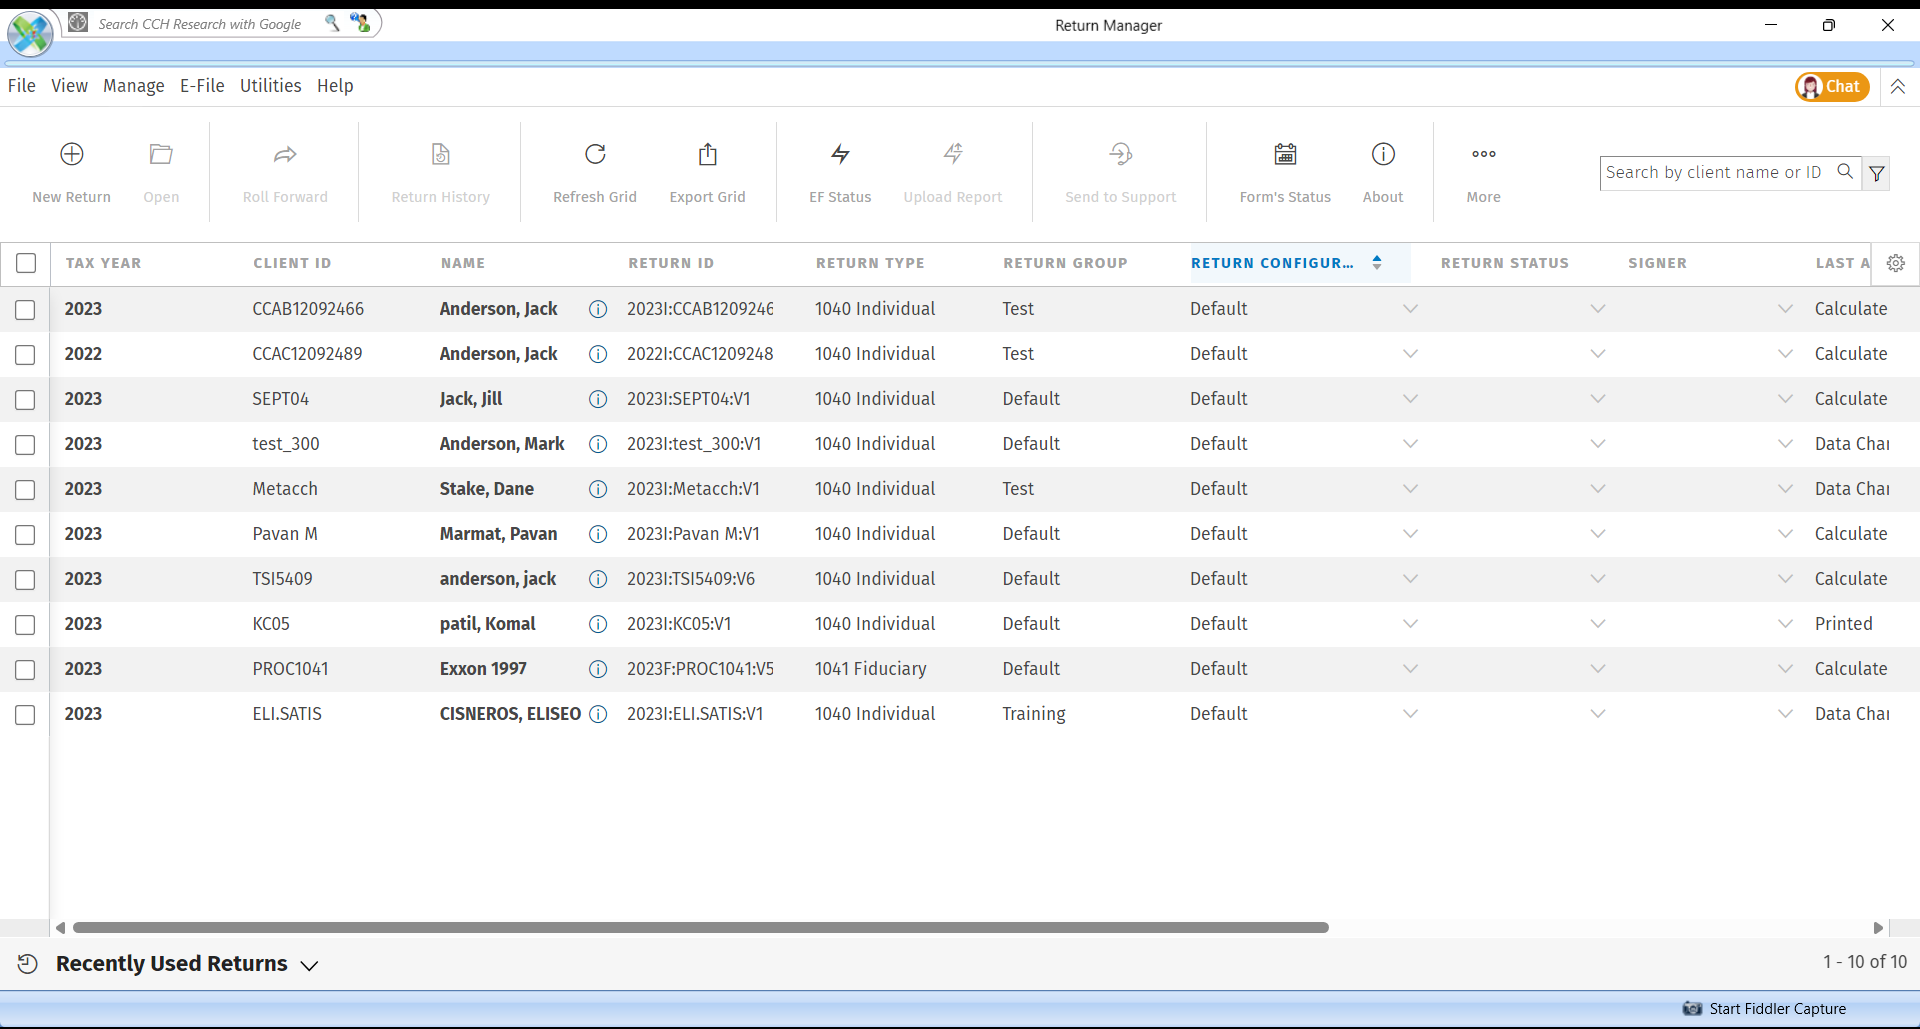 Search CCH Research with Google
Return Manager
File View Manage E-File Utilities Help
Chat
New Return Open Roll Forward Return History Refresh Grid Export Grid EF Status Upload Report Send to Support Form's Status About More
Search by client name or ID
TAX YEAR CLIENT ID NAME RETURN ID RETURN TYPE RETURN GROUP RETURN CONFIGUR... RETURN STATUS SIGNER LAST A
2023 CCAB12092466 Anderson, Jack 2023I:CCAB1209246 1040 Individual Test Default Calculate
2022 CCAC12092489 Anderson, Jack 2022I:CCAC1209248 1040 Individual Test Default Calculate
2023 SEPT04 Jack, Jill 2023I:SEPT04:V1 1040 Individual Default Default Calculate
2023 test_300 Anderson, Mark 2023I:test_300:V1 1040 Individual Default Default Data Char
2023 Metacch Stake, Dane 2023I:Metacch:V1 1040 Individual Test Default Data Char
2023 Pavan M Marmat, Pavan 2023I:Pavan M:V1 1040 Individual Default Default Calculate
2023 TSI5409 anderson, jack 2023I:TSI5409:V6 1040 Individual Default Default Calculate
2023 KC05 patil, Komal 2023I:KC05:V1 1040 Individual Default Default Printed
2023 PROC1041 Exxon 1997 2023F:PROC1041:V5 1041 Fiduciary Default Default Calculate
2023 ELI.SATIS CISNEROS, ELISEO 2023I:ELI.SATIS:V1 1040 Individual Training Default Data Char
Recently Used Returns
1 - 10 of 10
Start Fiddler Capture